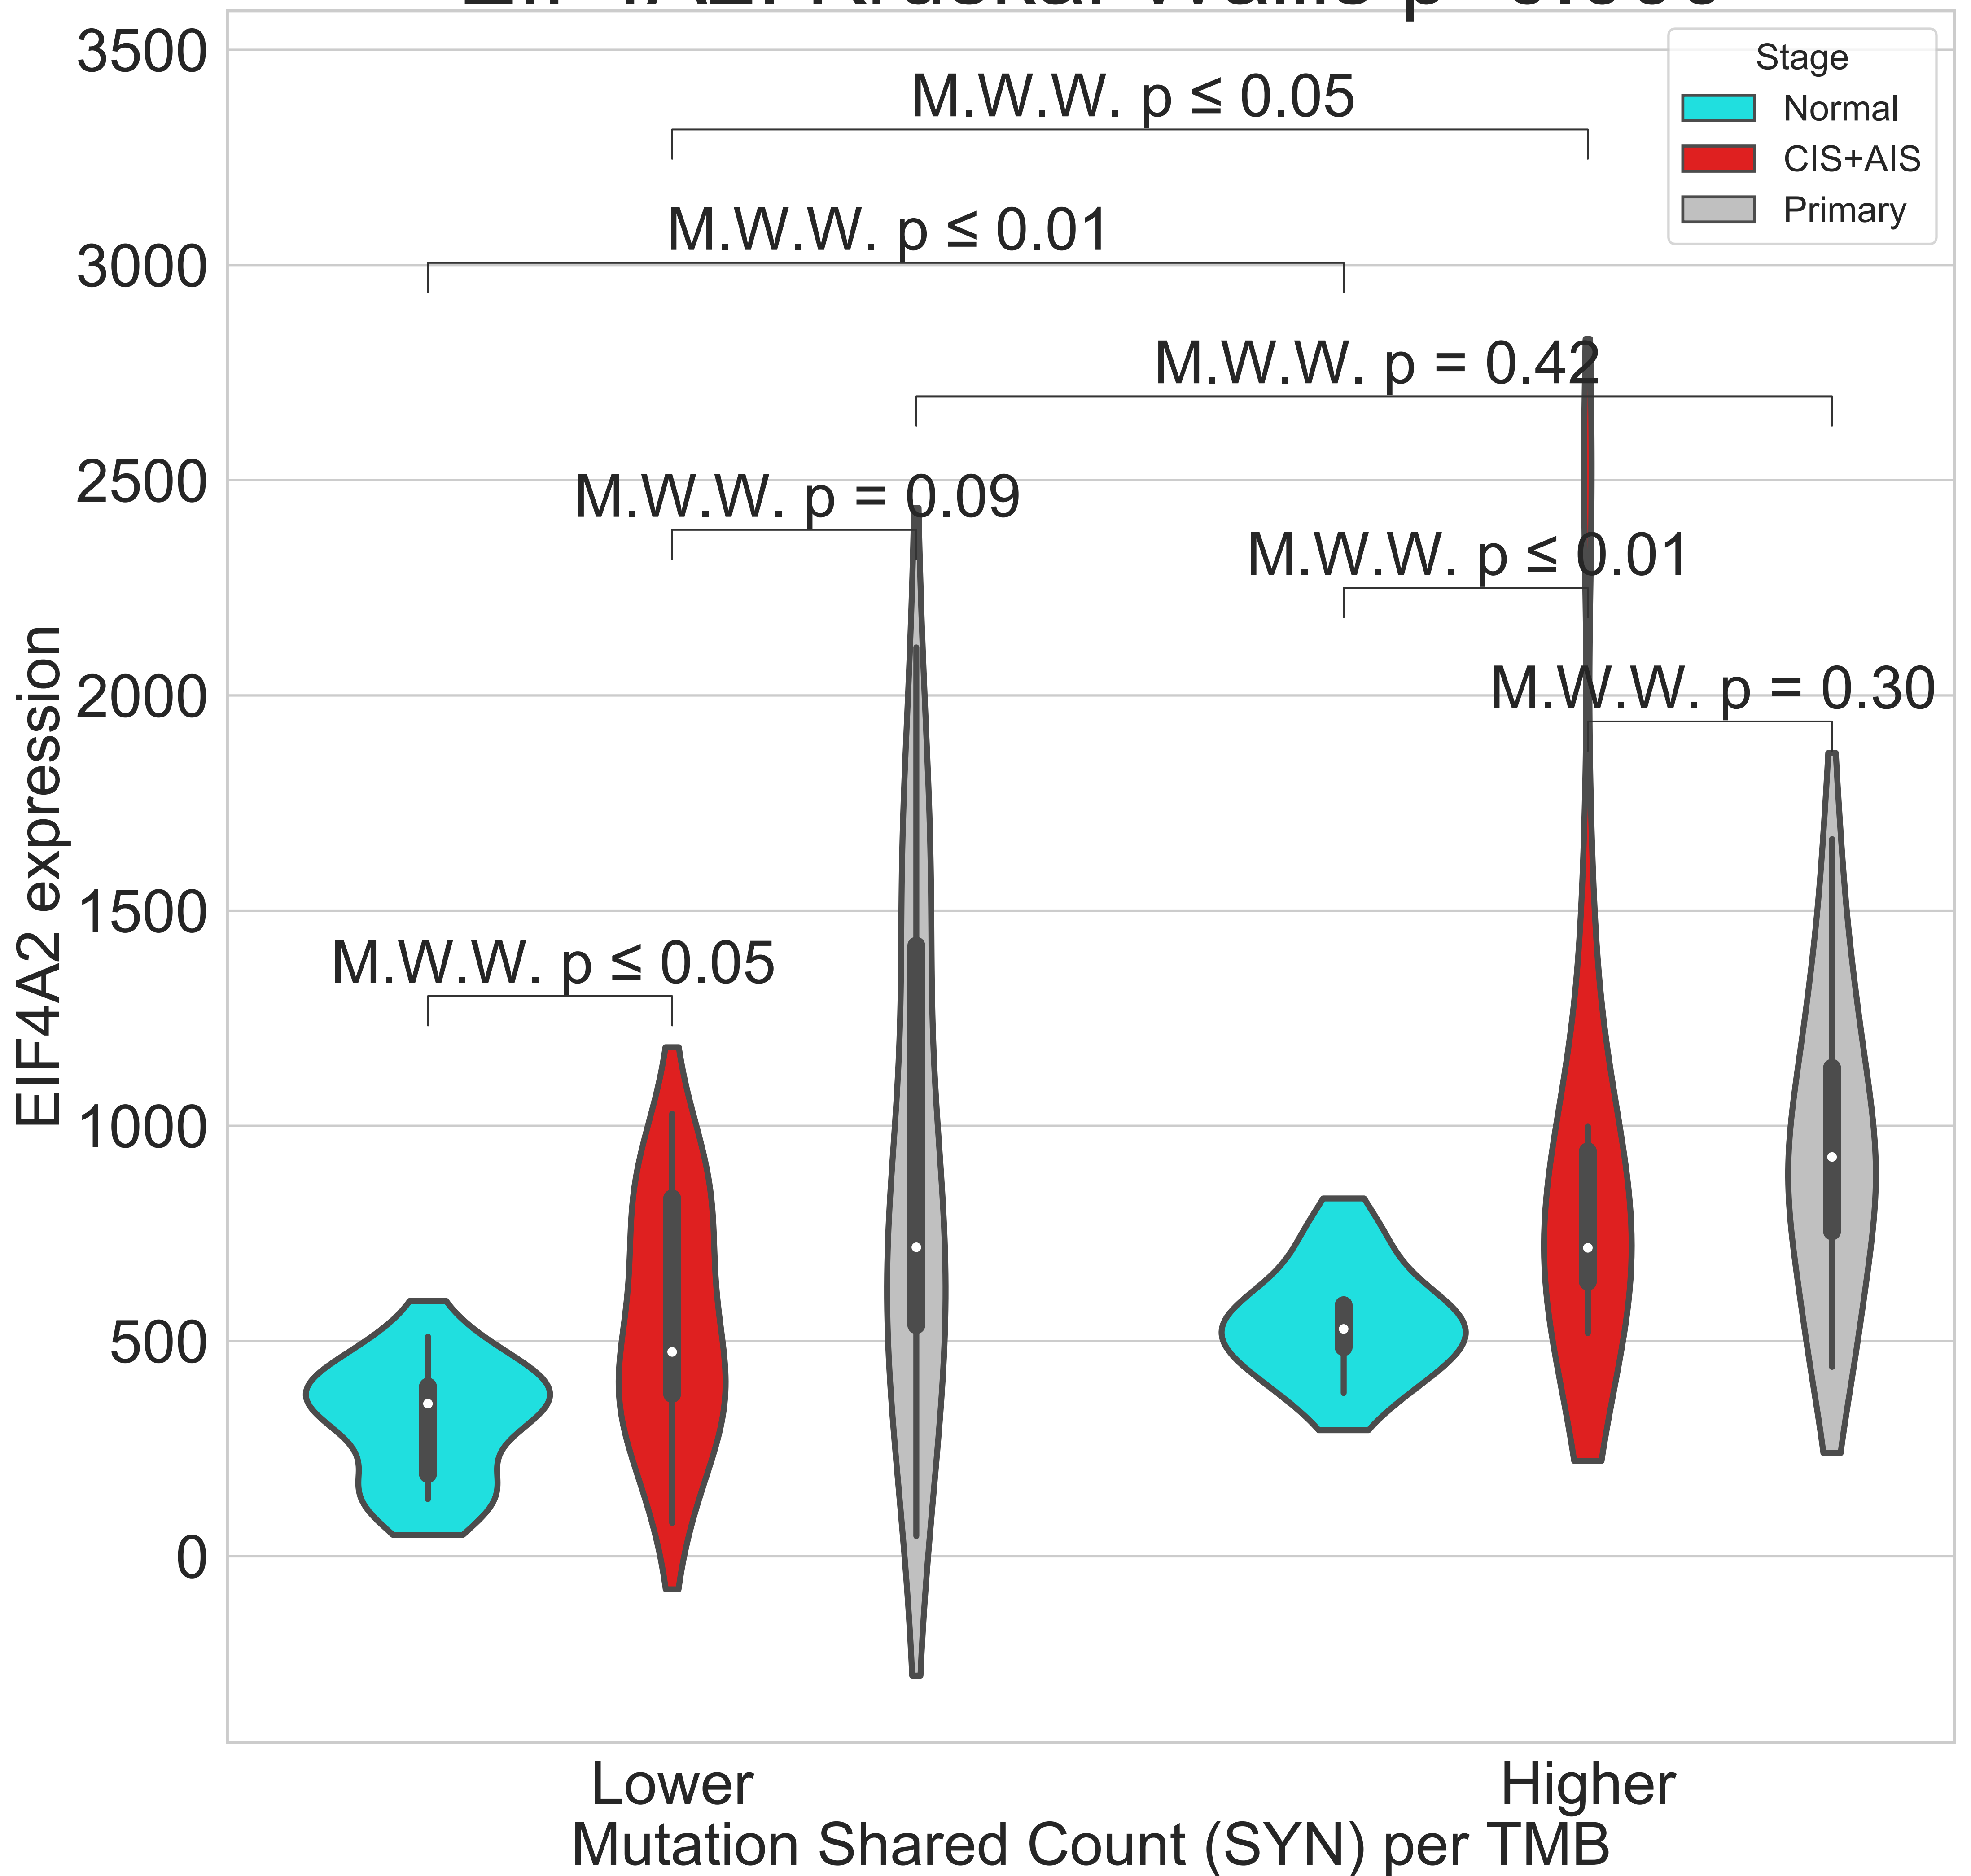 3500
3000
2500
2000
1500
1000
500
0
EIF4A2 expression
Stage
Normal
CIS+AIS
Primary
M.W.W. p ≤ 0.05
M.W.W. p ≤ 0.01
M.W.W. p = 0.42
M.W.W. p = 0.09
M.W.W. p ≤ 0.01
M.W.W. p = 0.30
M.W.W. p ≤ 0.05
Lower
Higher
Mutation Shared Count (SYN) per TMB